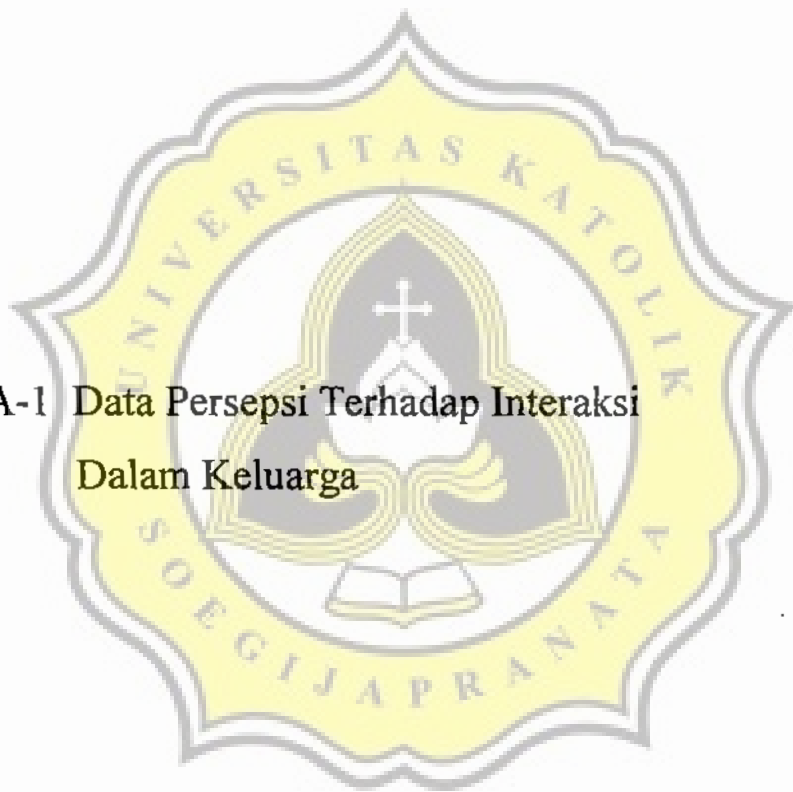 UNIVERSITAS KATOLIK
A-1 Data Persepsi Terhadap Interaksi
Dalam Keluarga
SOEGIJAPRANATA